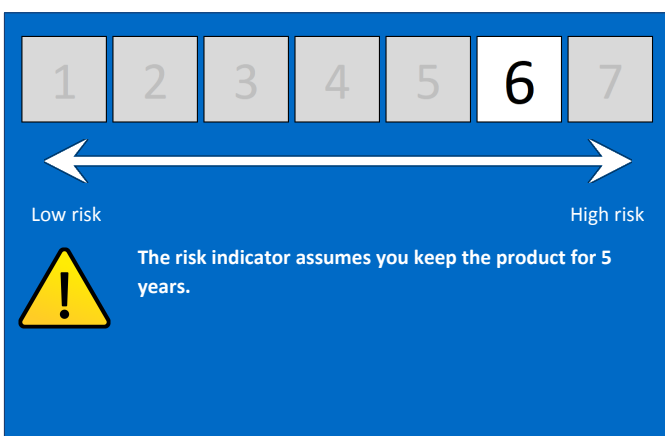 1 2 3 4 5 6 7
Low risk High risk
The risk indicator assumes you keep the product for 5
years.